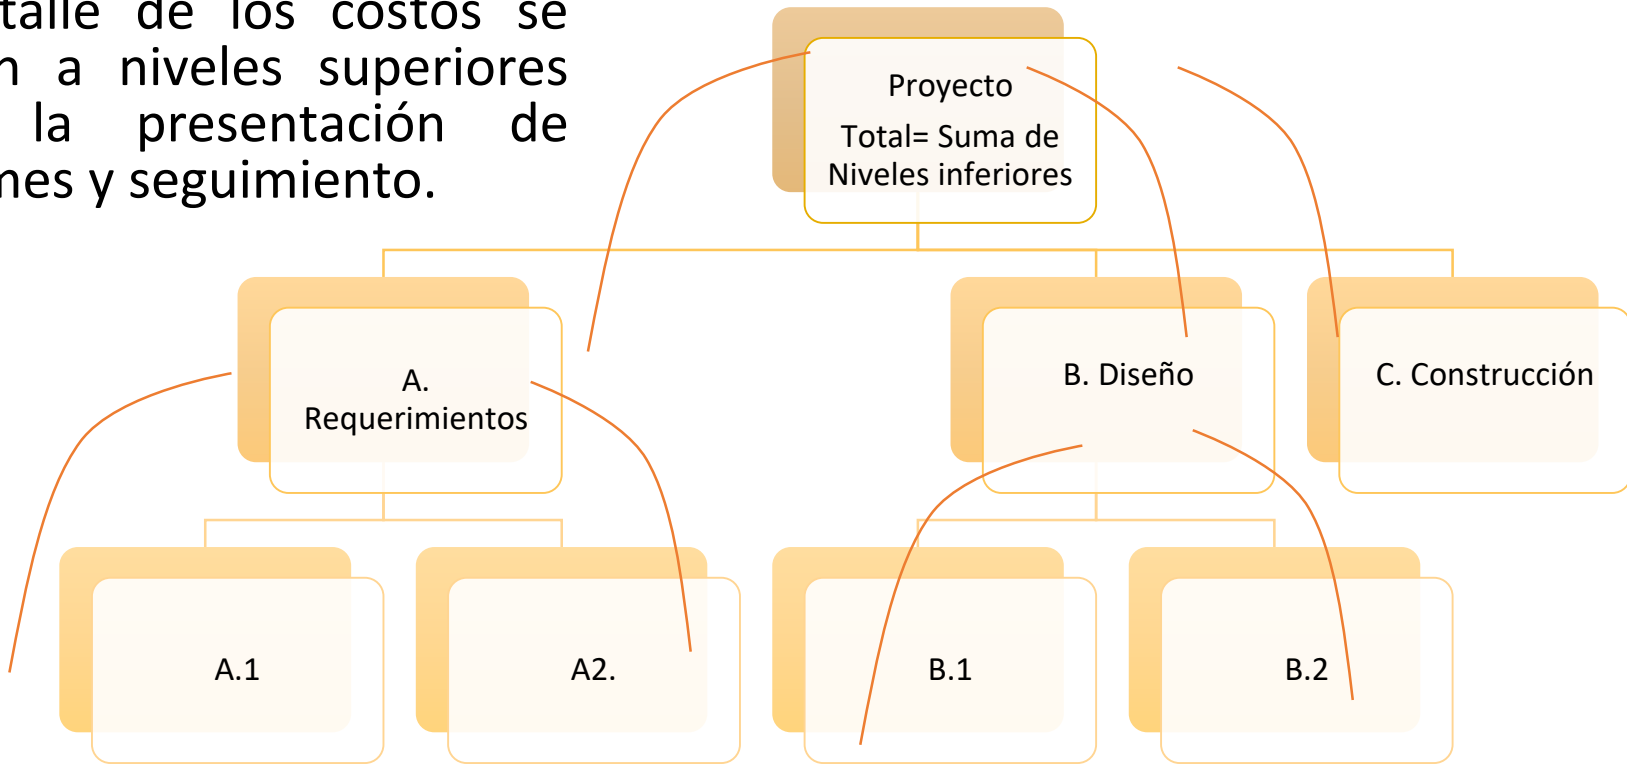 talle de los costos se
n a niveles superiores
la presentación de
mes y seguimiento.
Proyecto
Total= Suma de
Niveles inferiores
A.
Requerimientos
B. Diseño
C. Construcción
A.1
A2.
B.1
B.2